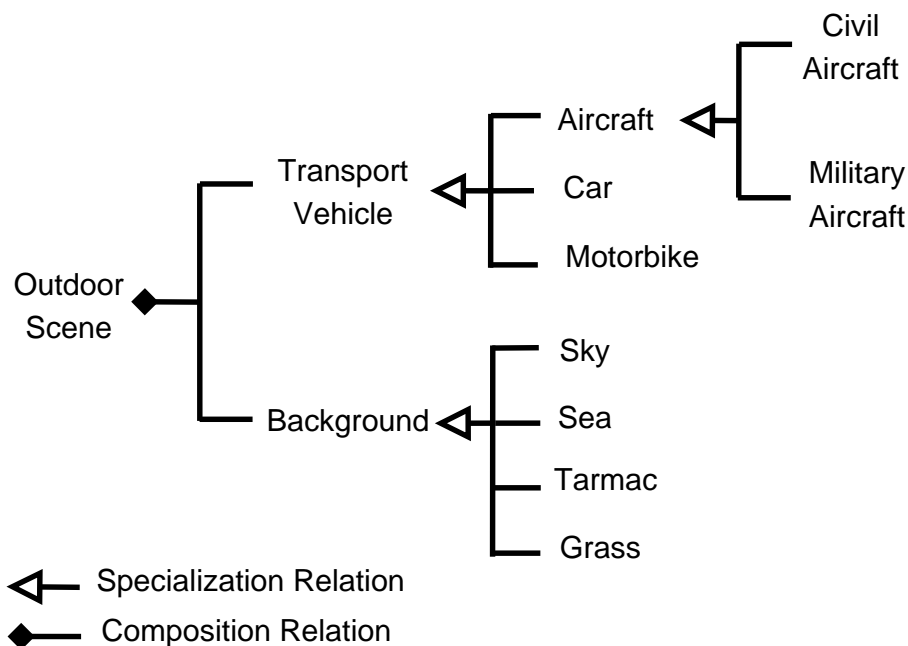 Outdoor
Scene
Transport
Vehicle
Aircraft
Civil
Aircraft
Military
Aircraft
Car
Motorbike
Background
Sky
Sea
Tarmac
Grass
Specialization Relation
Composition Relation